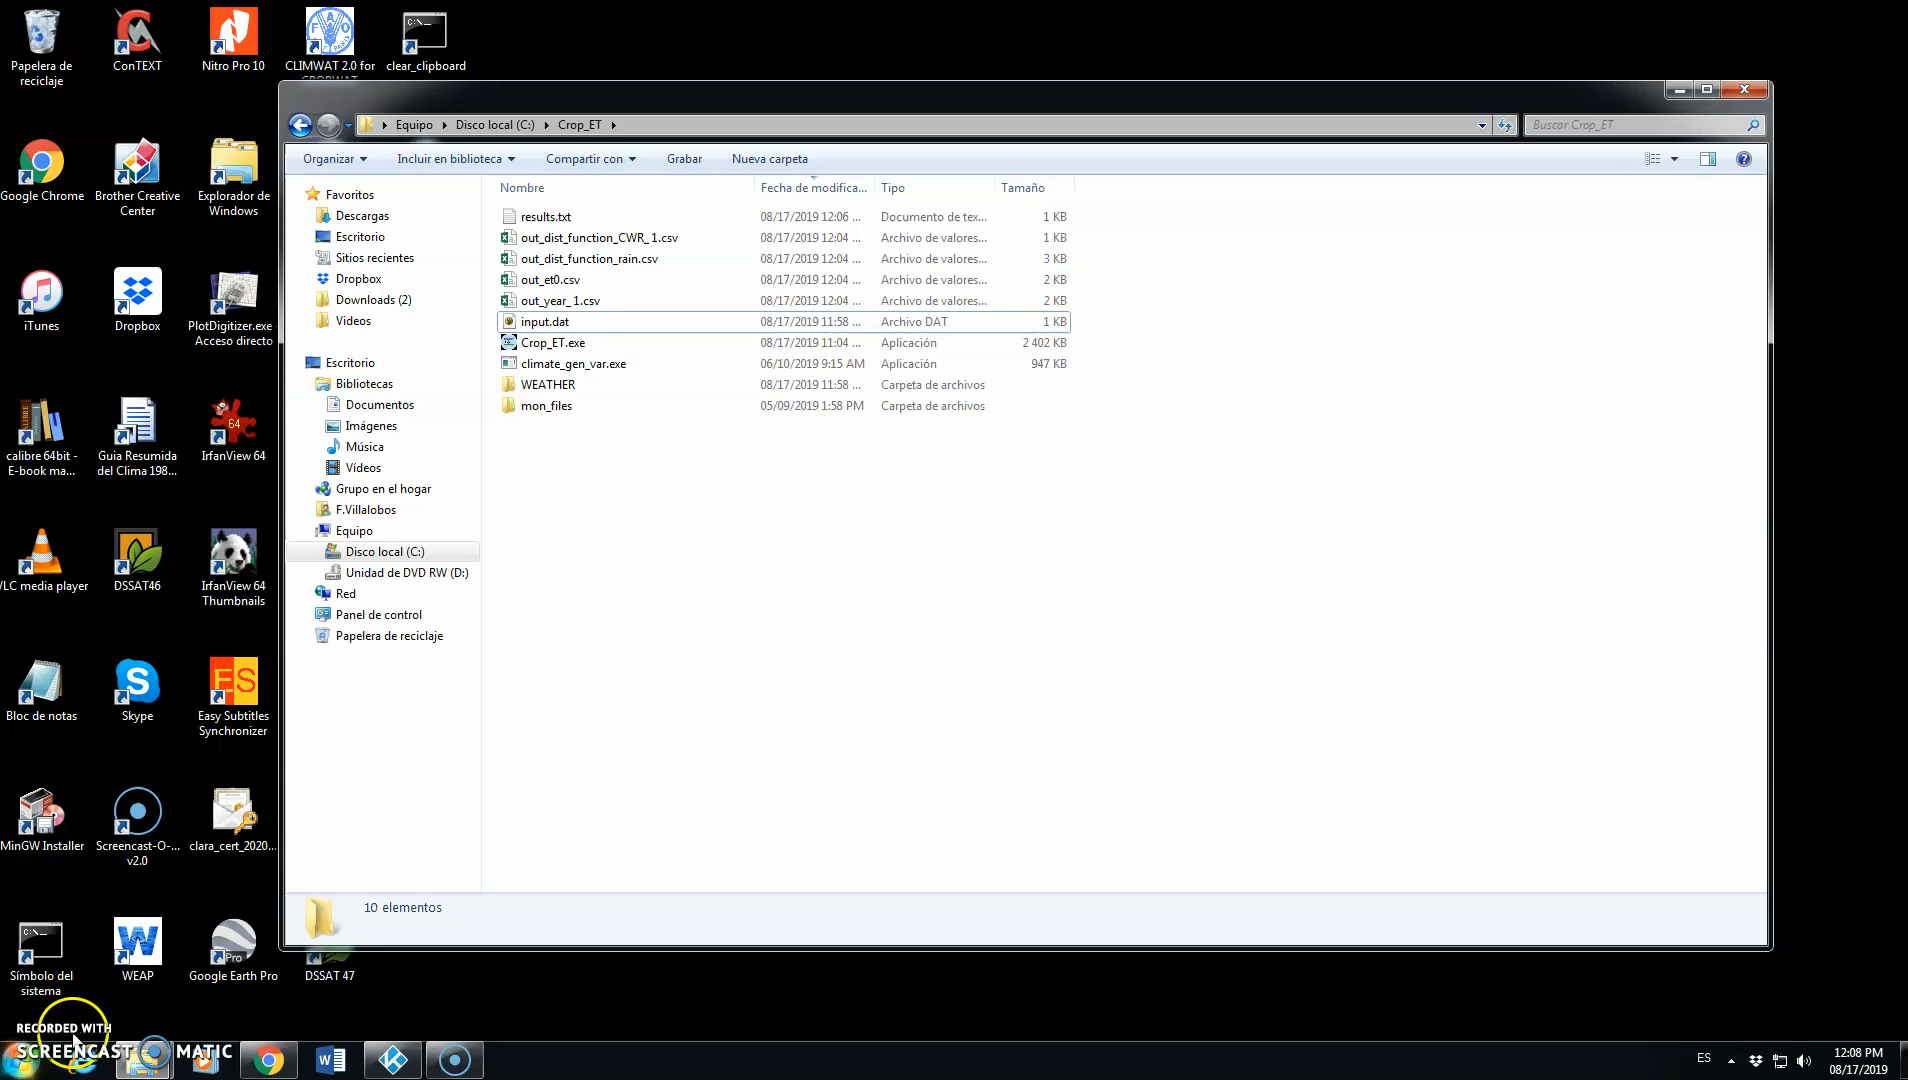 Papelera de
reciclaje
ConTEXT
Nitro Pro 10
CLIMWAT 2.0 for
CROPWAT
clear_clipboard
Google Chrome
Brother Creative
Center
Explorador de
Windows
iTunes
Dropbox
PlotDigitizer.exe -
Acceso directo
calibre 64bit -
E-book ma...
Guia Resumida
del Clima 198...
IrfanView 64
VLC media player
DSSAT46
IrfanView 64
Thumbnails
Bloc de notas
Skype
Easy Subtitles
Synchronizer
MinGW Installer
Screencast-O-...
v2.0
clara_cert_2020...
Símbolo del
sistema
WEAP
Google Earth Pro
DSSAT 47
Equipo
Disco local (C:)
Crop_ET
Buscar Crop_ET
Organizar
Incluir en biblioteca
Compartir con
Grabar
Nueva carpeta
Favoritos
Descargas
Escritorio
Sitios recientes
Dropbox
Downloads (2)
Videos
Escritorio
Bibliotecas
Documentos
Imágenes
Música
Vídeos
Grupo en el hogar
F.Villalobos
Equipo
Disco local (C:)
Unidad de DVD RW (D:)
Red
Panel de control
Papelera de reciclaje
Nombre Fecha de modifica... Tipo Tamaño
results.txt 08/17/2019 12:06 ... Documento de tex... 1 KB
out_dist_function_CWR_1.csv 08/17/2019 12:04 ... Archivo de valores... 1 KB
out_dist_function_rain.csv 08/17/2019 12:04 ... Archivo de valores... 3 KB
out_et0.csv 08/17/2019 12:04 ... Archivo de valores... 2 KB
out_year_1.csv 08/17/2019 12:04 ... Archivo de valores... 2 KB
input.dat 08/17/2019 11:58 ... Archivo DAT 1 KB
Crop_ET.exe 08/17/2019 11:04 ... Aplicación 2 402 KB
climate_gen_var.exe 06/10/2019 9:15 AM Aplicación 947 KB
WEATHER 08/17/2019 11:58 ... Carpeta de archivos
mon_files 05/09/2019 1:58 PM Carpeta de archivos
10 elementos
RECORDED WITH
SCREENCAST MATIC
ES
12:08 PM
08/17/2019